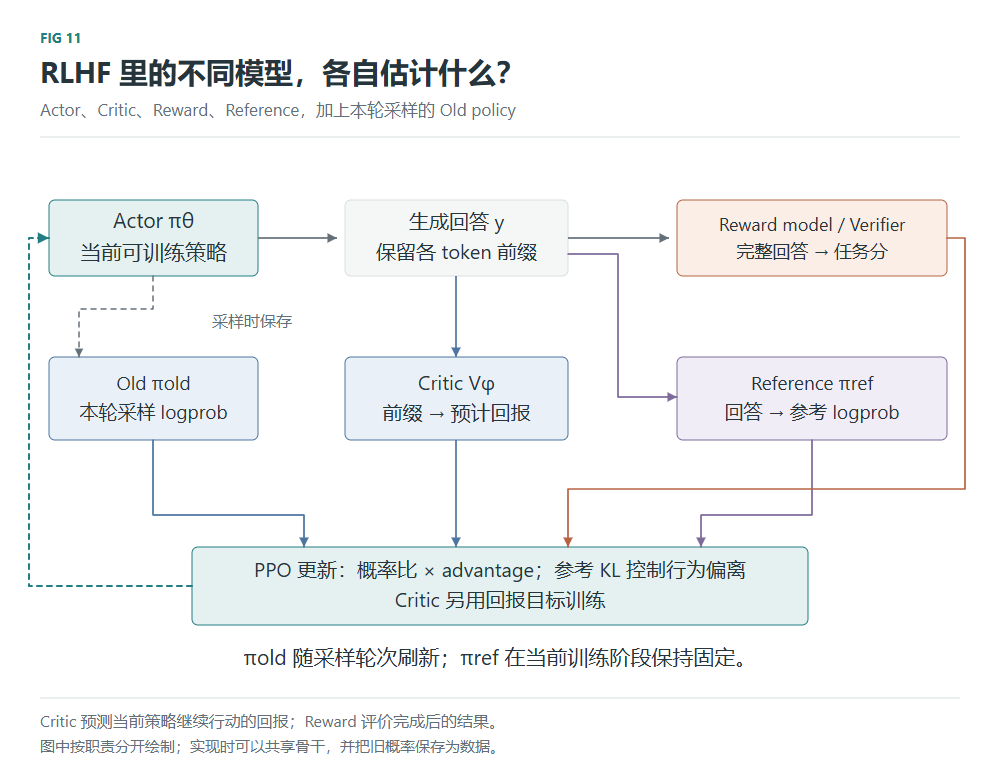 FIG 11
RLHF 里的不同模型，各自估计什么？
Actor、Critic、Reward、Reference，加上本轮采样的 Old policy
Actor πθ
当前可训练策略
生成回答 y
保留各 token 前缀
Reward model / Verifier
完整回答 → 任务分
采样时保存
Old πold
本轮采样 logprob
Critic Vφ
前缀 → 预计回报
Reference πref
回答 → 参考 logprob
PPO 更新：概率比 × advantage；参考 KL 控制行为偏离
Critic 另用回报目标训练
πold 随采样轮次刷新；πref 在当前训练阶段保持固定。
Critic 预测当前策略继续行动的回报；Reward 评价完成后的结果。
图中按职责分开绘制；实现时可以共享骨干，并把旧概率保存为数据。